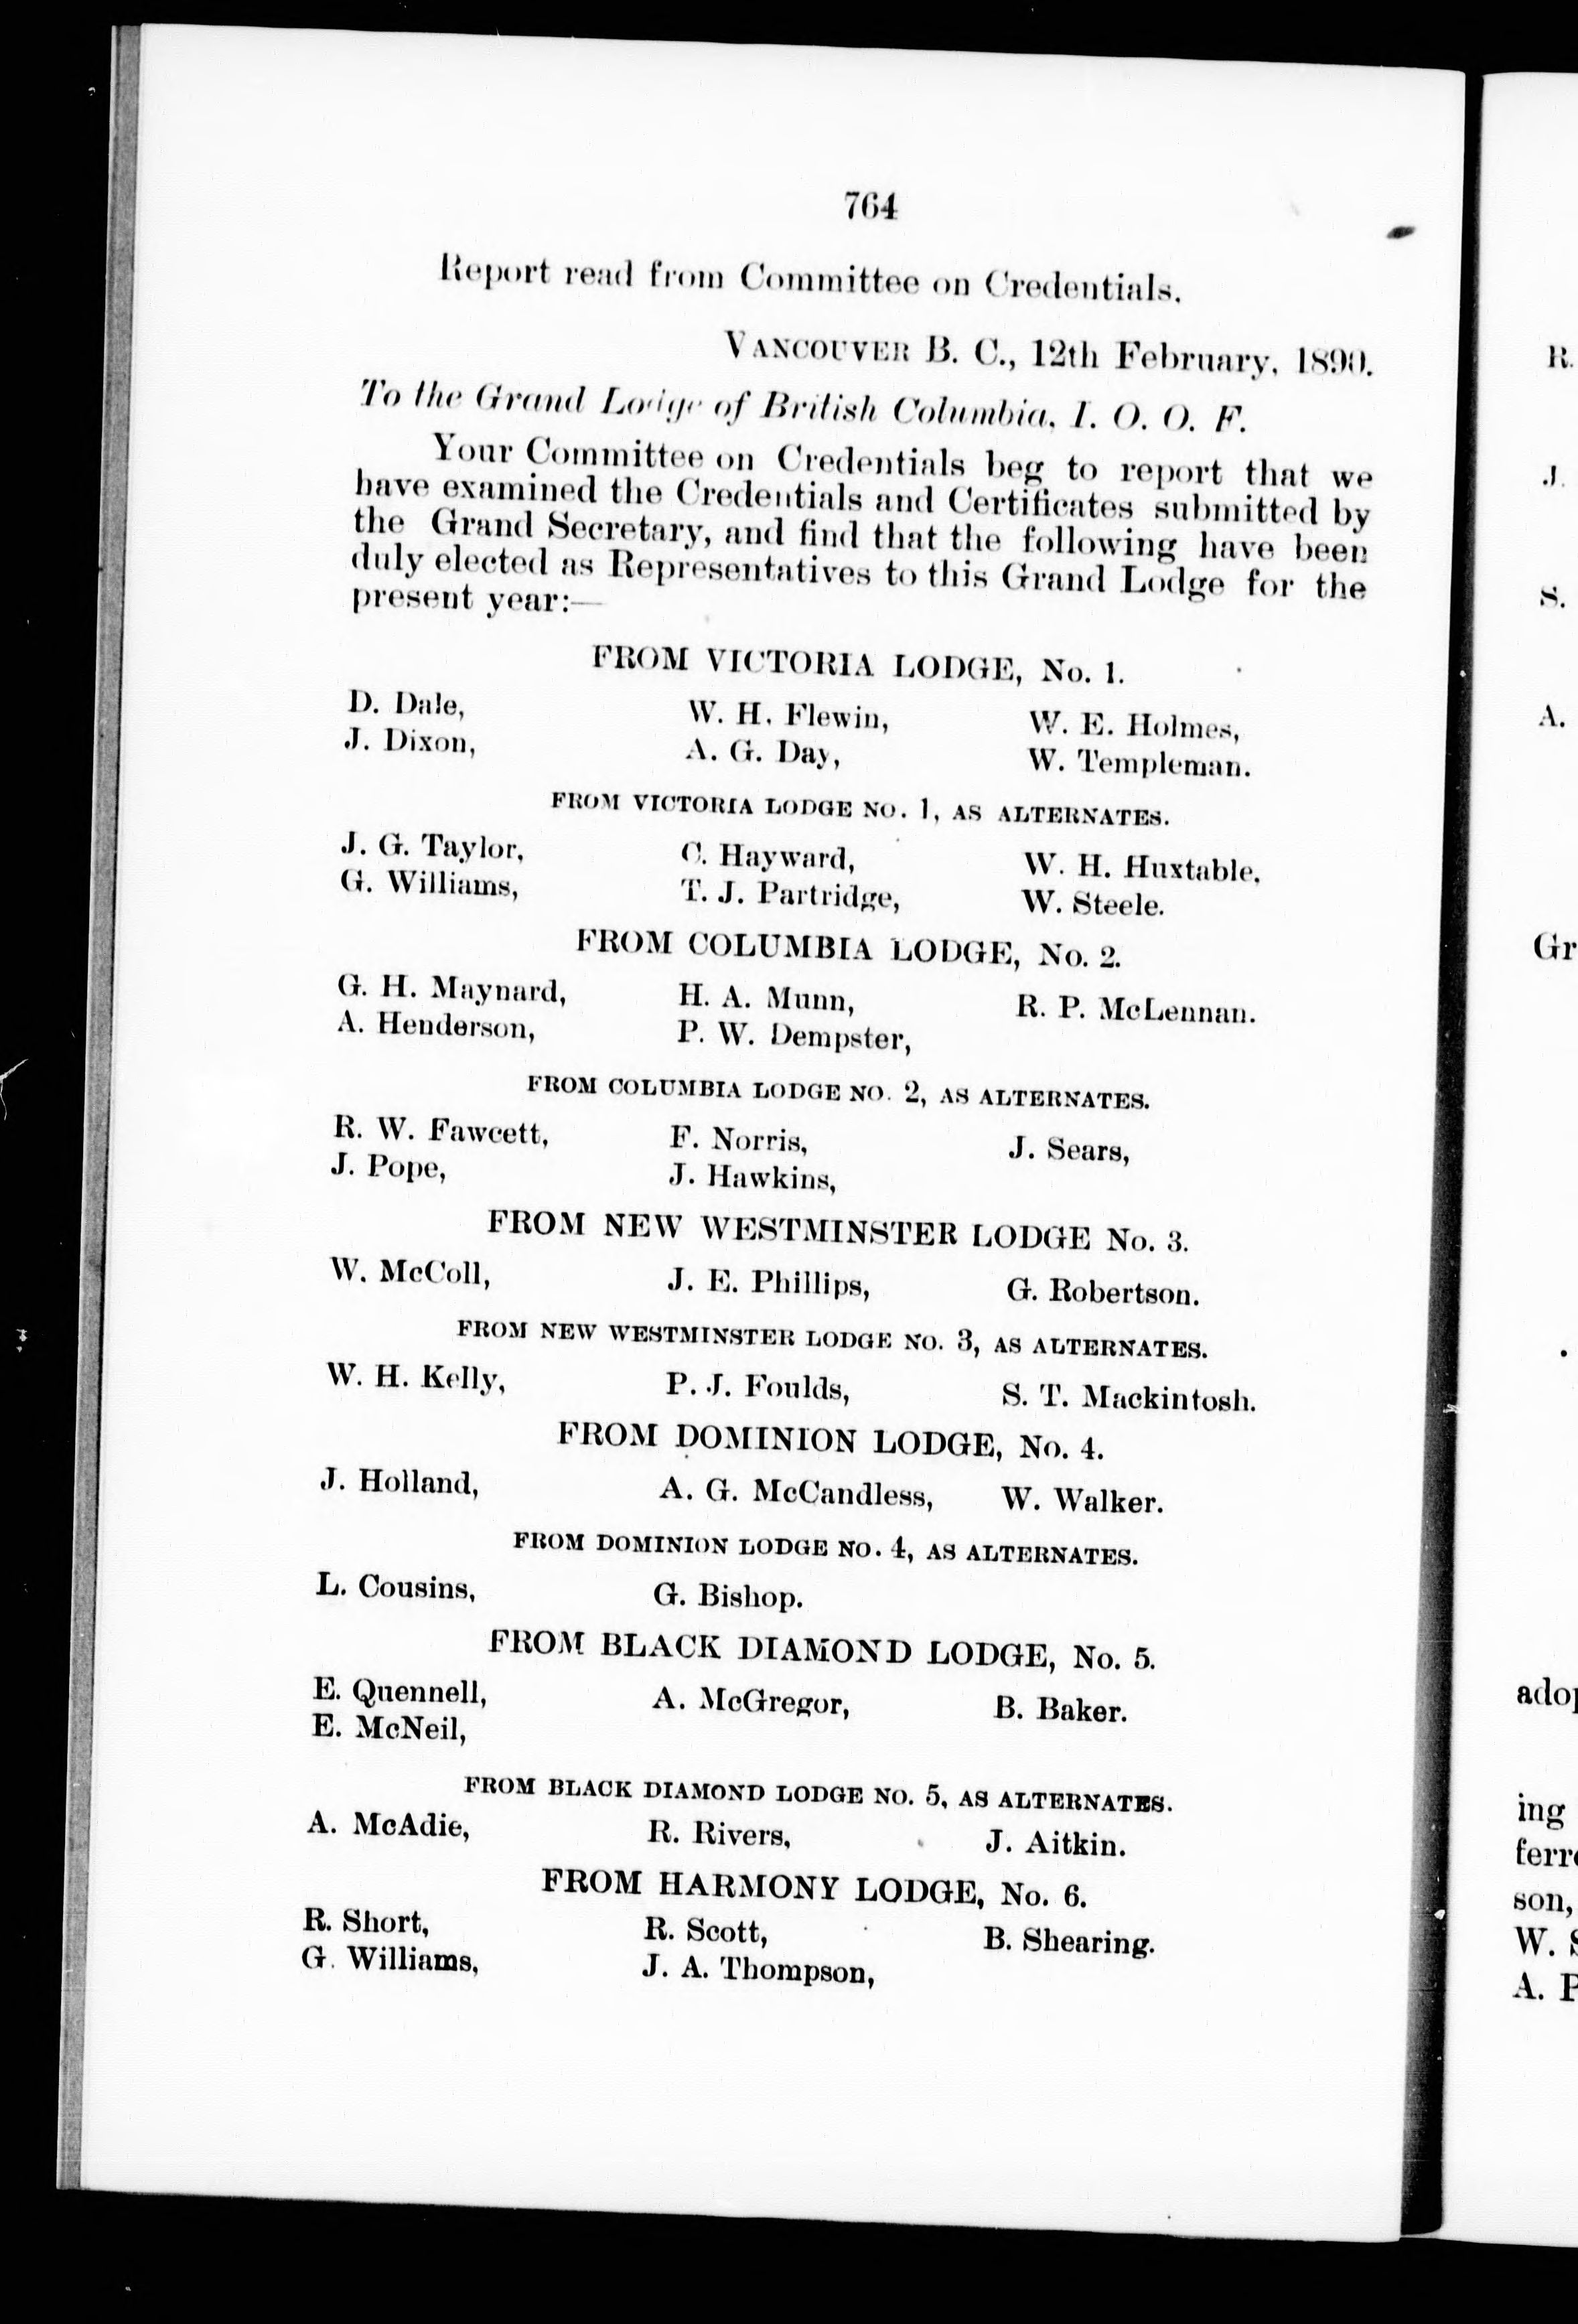 764
Report read from Committee on Credentials.
VANCOUVER B. C., 12th February, 1890.
To the Grand Lodge of British Columbia, I. O. O. F.
Your Committee on Credentials beg to report that we
have examined the Credentials and Certificates submitted by
the Grand Secretary, and find that the following have been
duly elected as Representatives to this Grand Lodge for the
present year:—
FROM VICTORIA LODGE, No. 1.
D. Dale, W. H. Flewin, W. E. Holmes,
J. Dixon, A. G. Day, W. Templeman.
FROM VICTORIA LODGE NO. 1, AS ALTERNATES.
J. G. Taylor, C. Hayward, W. H. Huxtable,
G. Williams, T. J. Partridge, W. Steele.
FROM COLUMBIA LODGE, No. 2.
G. H. Maynard, H. A. Munn, R. P. McLennan.
A. Henderson, P. W. Dempster,
FROM COLUMBIA LODGE NO. 2, AS ALTERNATES.
R. W. Fawcett, F. Norris, J. Sears,
J. Pope, J. Hawkins,
FROM NEW WESTMINSTER LODGE No. 3.
W. McColl, J. E. Phillips, G. Robertson.
FROM NEW WESTMINSTER LODGE NO. 3, AS ALTERNATES.
W. H. Kelly, P. J. Foulds, S. T. Mackintosh.
FROM DOMINION LODGE, No. 4.
J. Holland, A. G. McCandless, W. Walker.
FROM DOMINION LODGE NO. 4, AS ALTERNATES.
L. Cousins, G. Bishop.
FROM BLACK DIAMOND LODGE, No. 5.
E. Quennell, A. McGregor, B. Baker.
E. McNeil,
FROM BLACK DIAMOND LODGE NO. 5, AS ALTERNATES.
A. McAdie, R. Rivers, J. Aitkin.
FROM HARMONY LODGE, No. 6.
R. Short, R. Scott, B. Shearing.
G. Williams, J. A. Thompson,
R.
J.
S.
A.
ing
son,
W.
A.